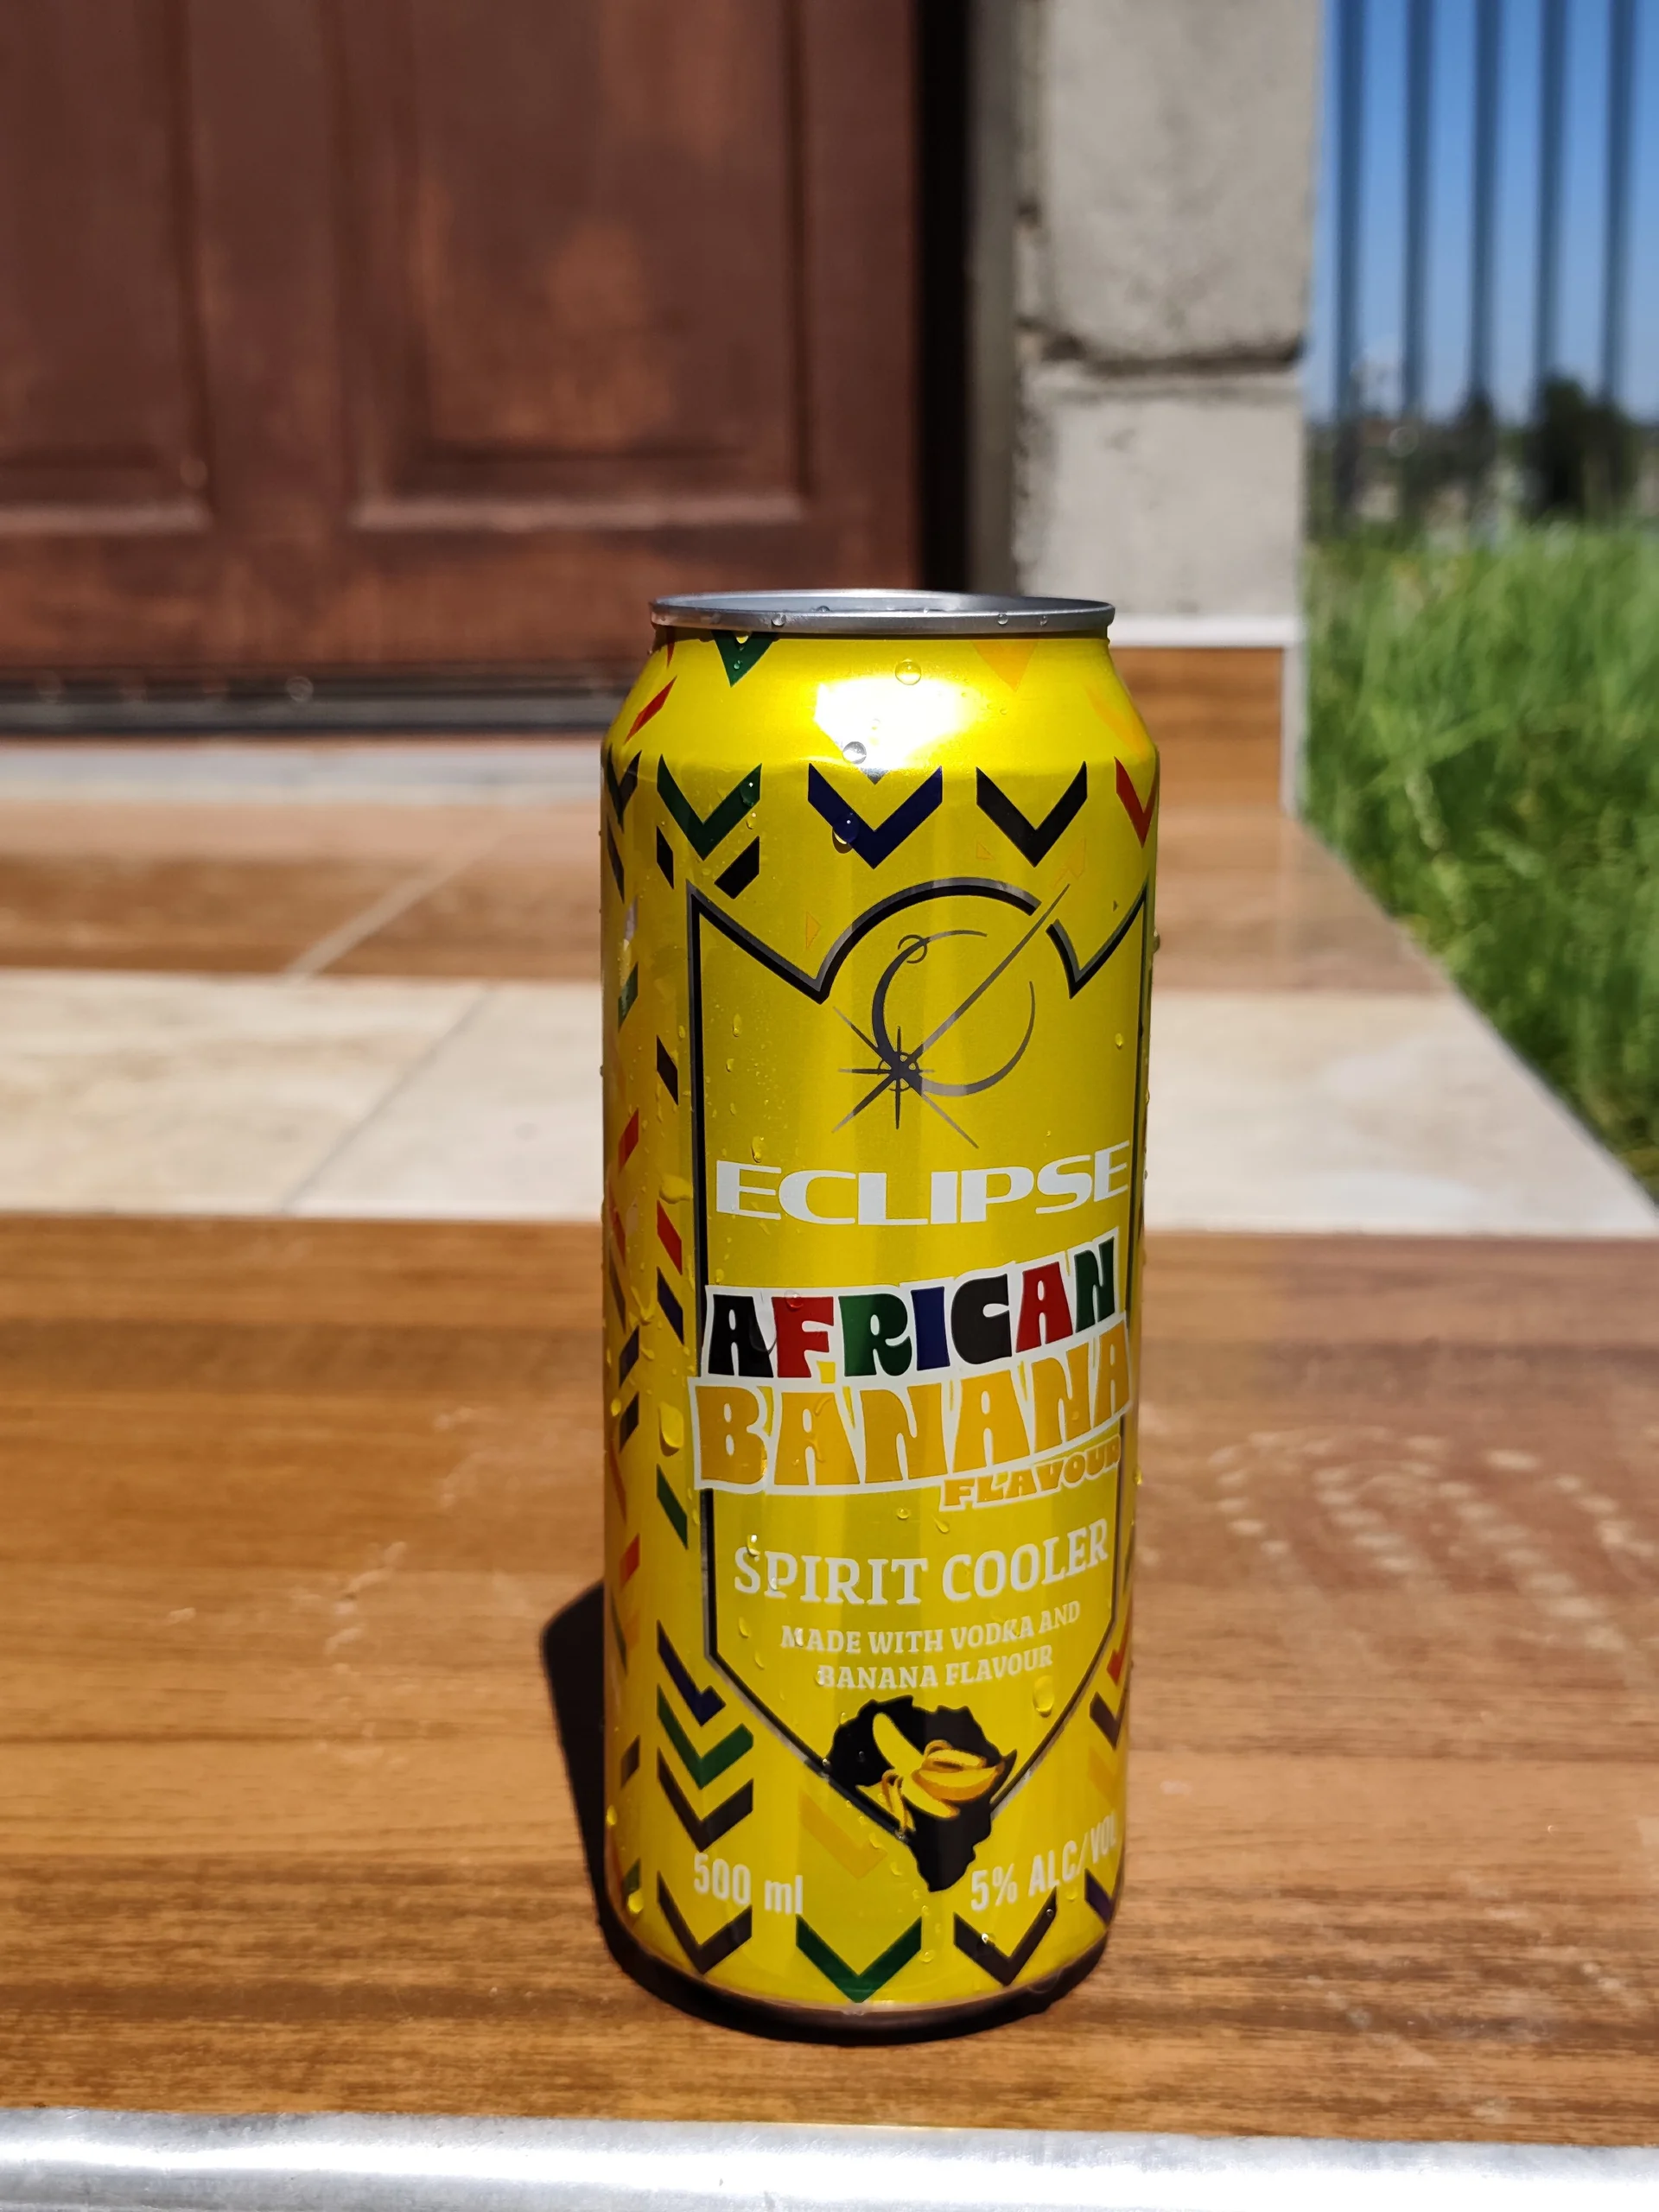 ECLIPSE
AFRICAN
BANANA
FLAVOUR
SPIRIT COOLER
MADE WITH VODKA AND
BANANA FLAVOUR
500 ml
5% ALC/VOL